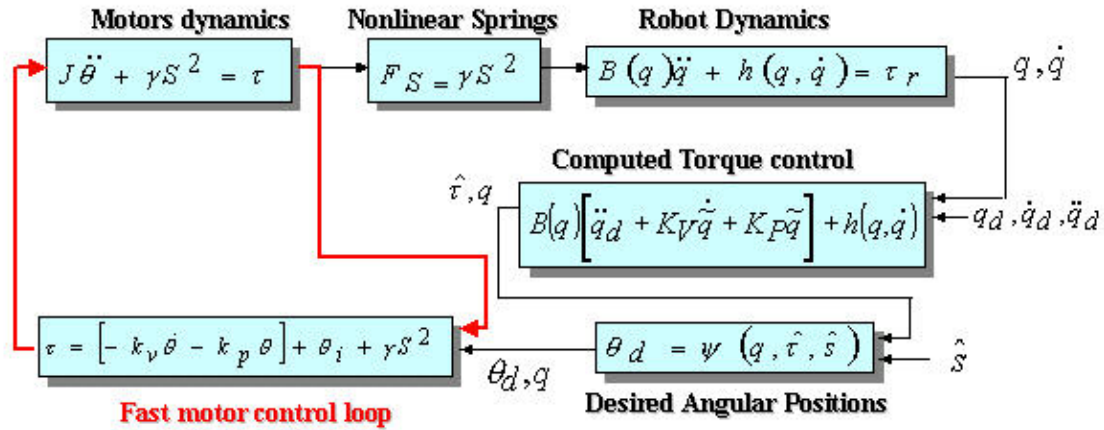 Motors dynamics
Nonlinear Springs
Robot Dynamics
Jθ̈ + γS² = τ
F_S = γS²
B(q)q̈ + h(q, q̇) = τ_r
q, q̇
Computed Torque control
τ̂, q
B(q)[q̈_d + K_V q̃̇ + K_P q̃] + h(q, q̇)
q_d, q̇_d, q̈_d
τ = [- k_v θ̇ - k_p θ] + θ_i + γS²
θ_d, q
θ_d = ψ (q, τ̂, ŝ)
ŝ
Fast motor control loop
Desired Angular Positions